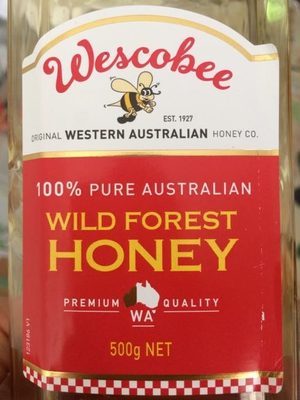 Wescobee
EST. 1927
ORIGINAL WESTERN AUSTRALIAN HONEY CO.
100% PURE AUSTRALIAN
WILD FOREST
HONEY
PREMIUM QUALITY
WA
500g NET